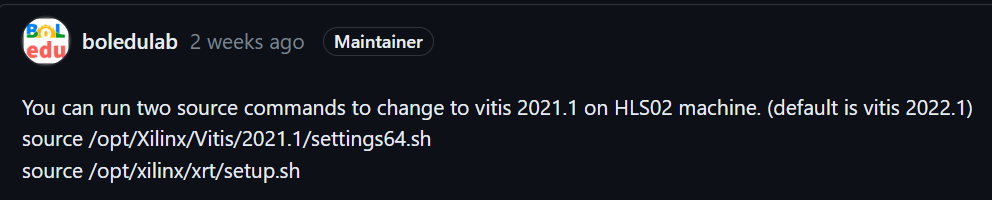 BOL
edu
boledulab 2 weeks ago Maintainer
You can run two source commands to change to vitis 2021.1 on HLS02 machine. (default is vitis 2022.1)
source /opt/Xilinx/Vitis/2021.1/settings64.sh
source /opt/xilinx/xrt/setup.sh